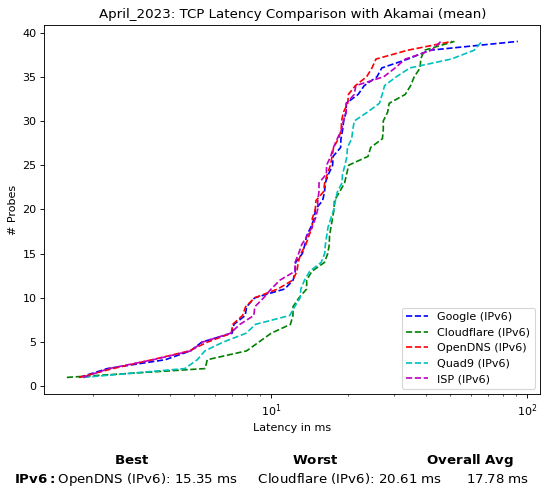 April_2023: TCP Latency Comparison with Akamai (mean)
# Probes
40
35
30
25
20
15
10
5
0
10¹
10²
Latency in ms
Google (IPv6)
Cloudflare (IPv6)
OpenDNS (IPv6)
Quad9 (IPv6)
ISP (IPv6)
Best Worst Overall Avg
IPv6: OpenDNS (IPv6): 15.35 ms Cloudflare (IPv6): 20.61 ms 17.78 ms